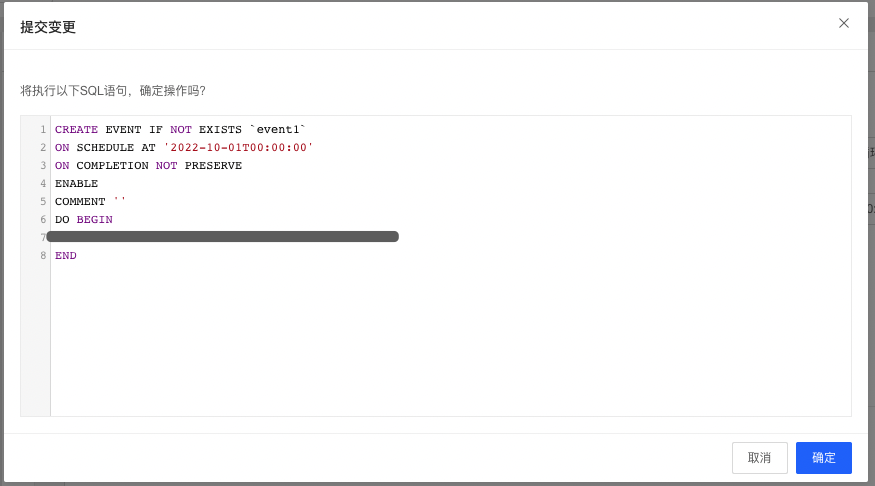 提交变更
将执行以下SQL语句，确定操作吗?
1 CREATE EVENT IF NOT EXISTS `event1`
2 ON SCHEDULE AT '2022-10-01T00:00:00'
3 ON COMPLETION NOT PRESERVE
4 ENABLE
5 COMMENT ''
6 DO BEGIN
7
8 END
取消 确定